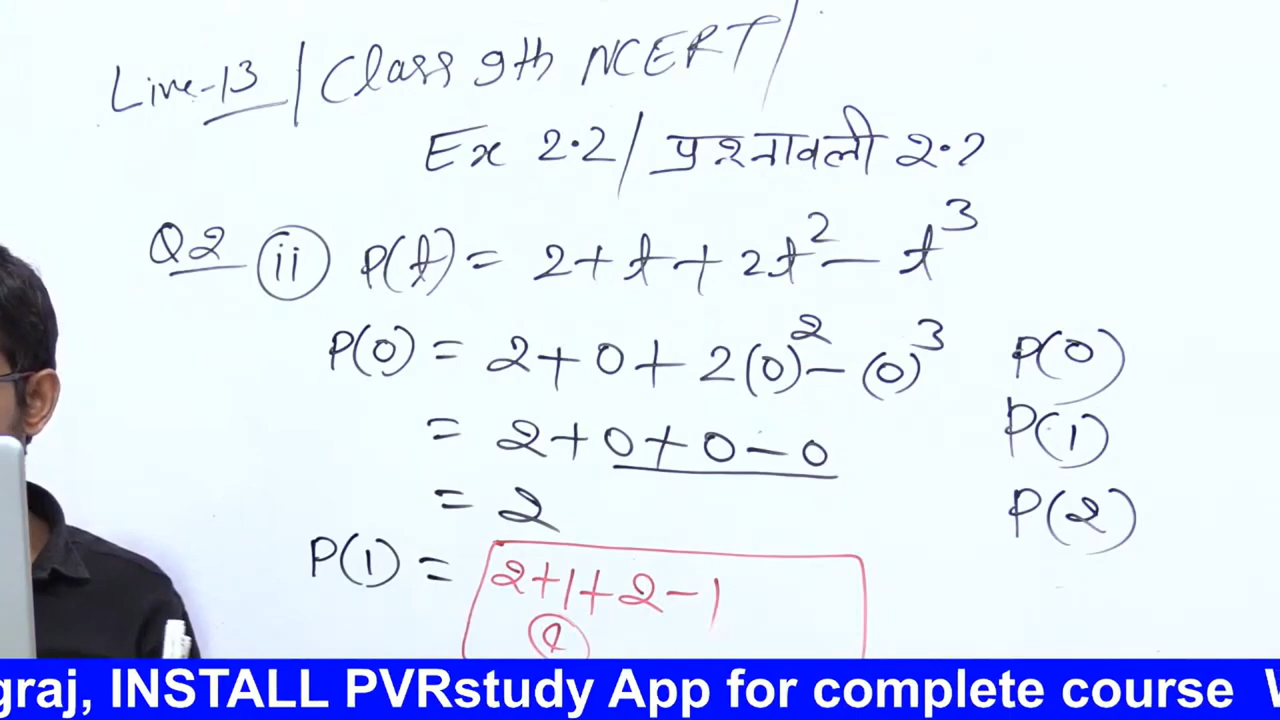 Live-13 / Class 9th NCERT /
Ex 2.2 / प्रश्नावली 2.2
Q2 (ii) P(t) = 2 + t + 2t² - t³
P(0) = 2 + 0 + 2(0)² - (0)³
= 2 + 0 + 0 - 0
= 2
P(1) = 2 + 1 + 2 - 1
P(0)
P(1)
P(2)
graj, INSTALL PVRstudy App for complete course W